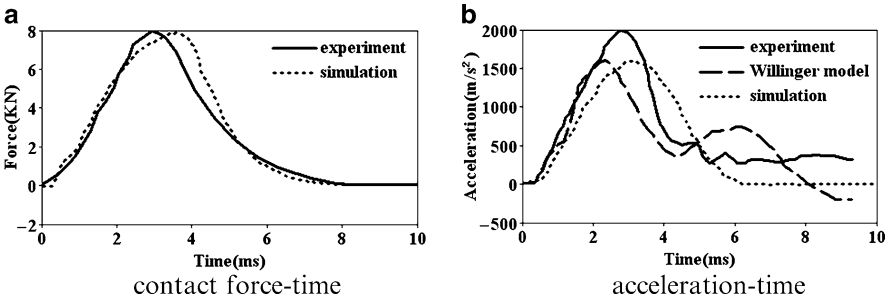 a
8
6
4
2
0
−2
Force(KN)
experiment
simulation
0 2 4 6 8 10
Time(ms)
contact force-time
b
2000
1500
1000
500
0
−500
Acceleration(m/s²)
experiment
Willinger model
simulation
0 2 4 6 8 10
Time(ms)
acceleration-time